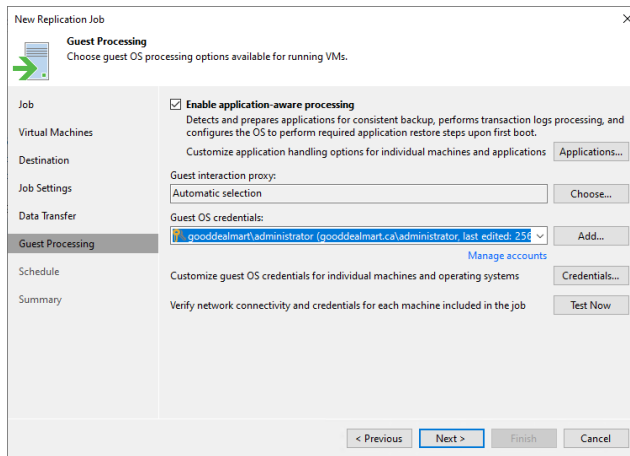 New Replication Job
Guest Processing
Choose guest OS processing options available for running VMs.
Job
Virtual Machines
Destination
Job Settings
Data Transfer
Guest Processing
Schedule
Summary
Enable application-aware processing
Detects and prepares applications for consistent backup, performs transaction logs processing, and
configures the OS to perform required application restore steps upon first boot.
Customize application handling options for individual machines and applications
Applications...
Guest interaction proxy:
Automatic selection
Choose...
Guest OS credentials:
gooddealmart\administrator (gooddealmart.ca\administrator, last edited: 256
Add...
Manage accounts
Customize guest OS credentials for individual machines and operating systems
Credentials...
Verify network connectivity and credentials for each machine included in the job
Test Now
< Previous
Next >
Finish
Cancel